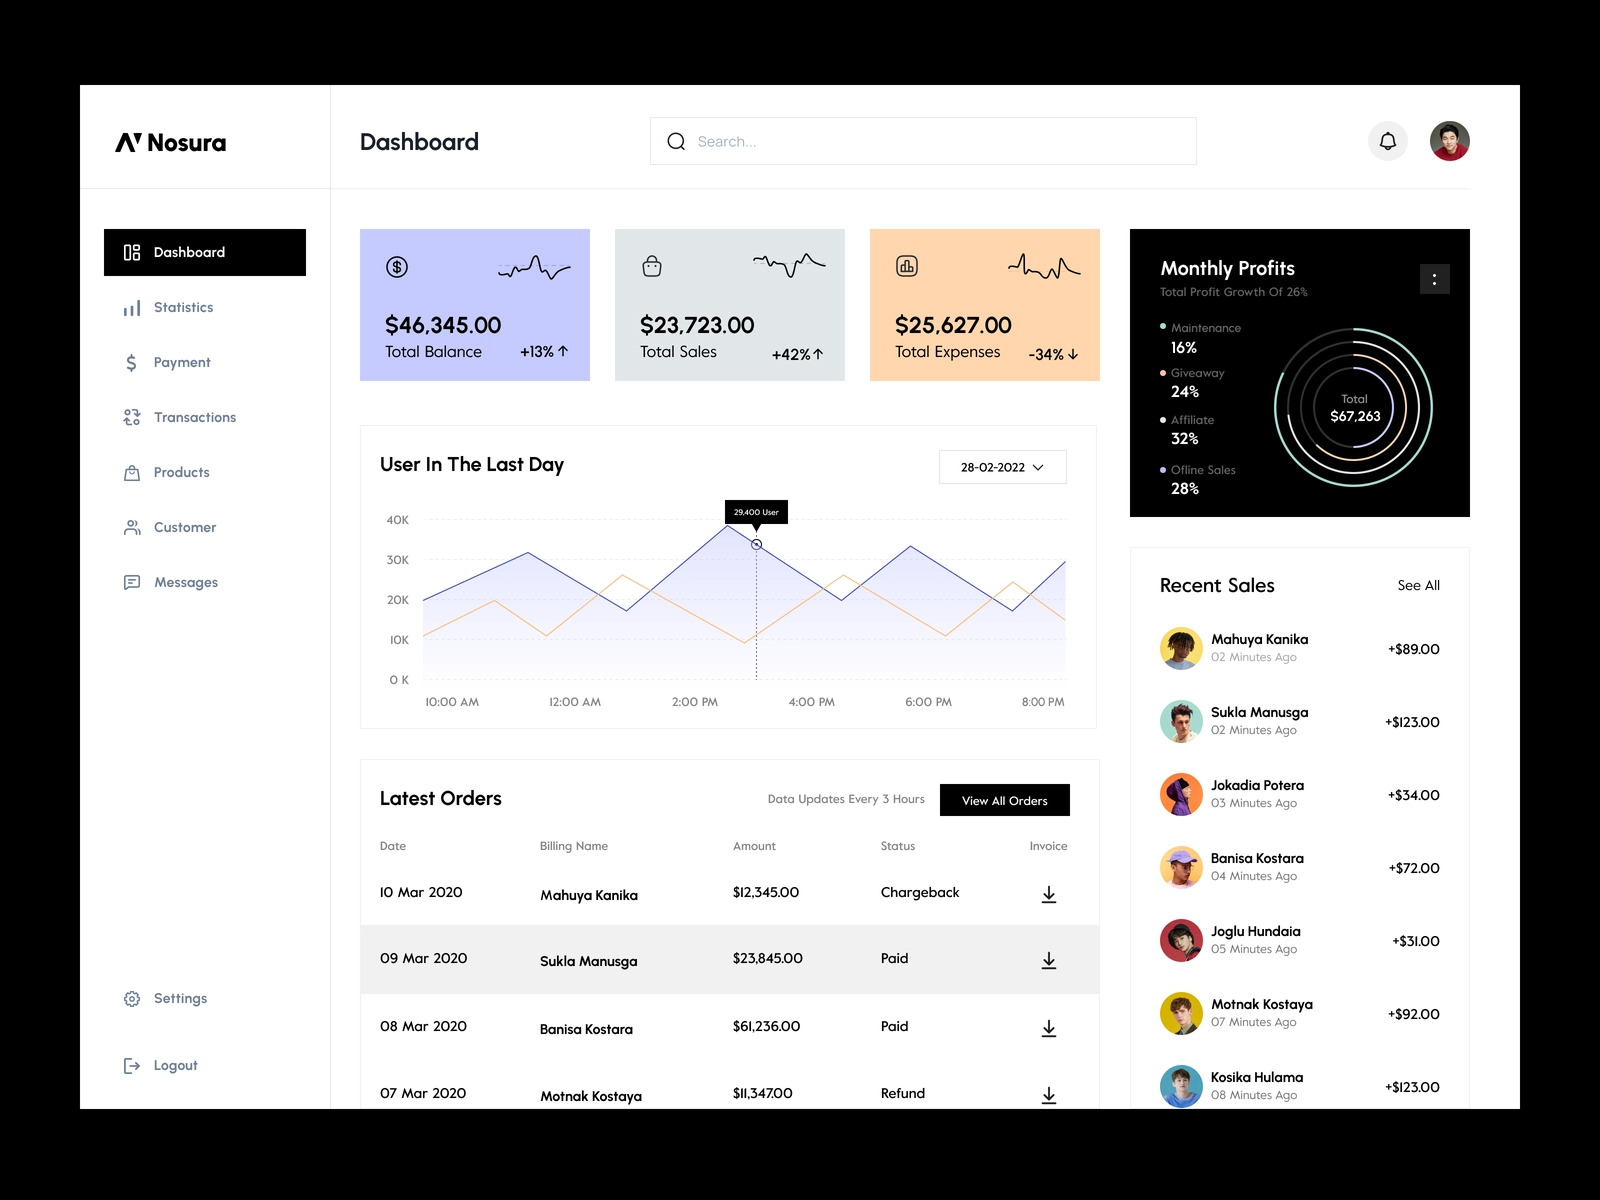 Nosura
Dashboard
Search...
Dashboard
Statistics
Payment
Transactions
Products
Customer
Messages
Settings
Logout
$46,345.00
Total Balance
+13%
$23,723.00
Total Sales
+42%
$25,627.00
Total Expenses
-34%
User In The Last Day
28-02-2022
29,400 User
40K
30K
20K
10K
0 K
10:00 AM 12:00 AM 2:00 PM 4:00 PM 6:00 PM 8:00 PM
Latest Orders
Data Updates Every 3 Hours
View All Orders
Date Billing Name Amount Status Invoice
10 Mar 2020 Mahuya Kanika $12,345.00 Chargeback
09 Mar 2020 Sukla Manusga $23,845.00 Paid
08 Mar 2020 Banisa Kostara $61,236.00 Paid
07 Mar 2020 Motnak Kostaya $11,347.00 Refund
Monthly Profits
Total Profit Growth Of 26%
Maintenance
16%
Giveaway
24%
Affiliate
32%
Ofline Sales
28%
Total
$67,263
Recent Sales
See All
Mahuya Kanika
02 Minutes Ago
+$89.00
Sukla Manusga
02 Minutes Ago
+$123.00
Jokadia Potera
03 Minutes Ago
+$34.00
Banisa Kostara
04 Minutes Ago
+$72.00
Joglu Hundaia
05 Minutes Ago
+$31.00
Motnak Kostaya
07 Minutes Ago
+$92.00
Kosika Hulama
08 Minutes Ago
+$123.00